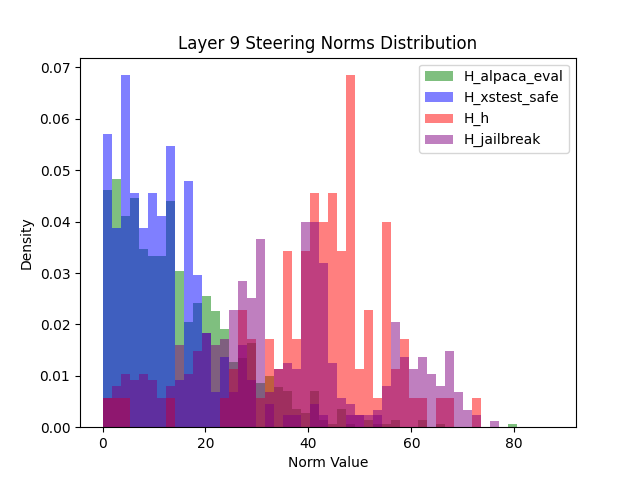 Layer 9 Steering Norms Distribution
H_alpaca_eval
H_xstest_safe
H_h
H_jailbreak
Density
0.07
0.06
0.05
0.04
0.03
0.02
0.01
0.00
0 20 40 60 80
Norm Value